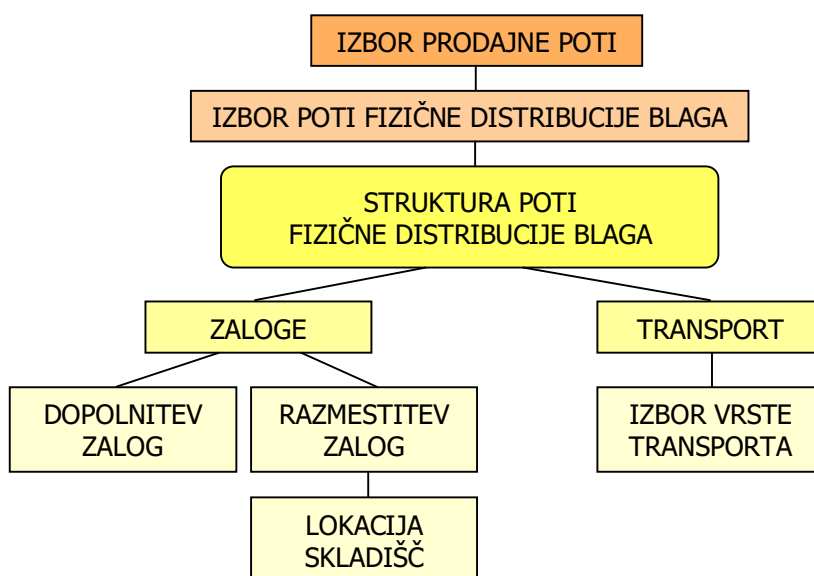 IZBOR PRODAJNE POTI
IZBOR POTI FIZIČNE DISTRIBUCIJE BLAGA
STRUKTURA POTI
FIZIČNE DISTRIBUCIJE BLAGA
ZALOGE
TRANSPORT
DOPOLNITEV
ZALOG
RAZMESTITEV
ZALOG
IZBOR VRSTE
TRANSPORTA
LOKACIJA
SKLADIŠČ